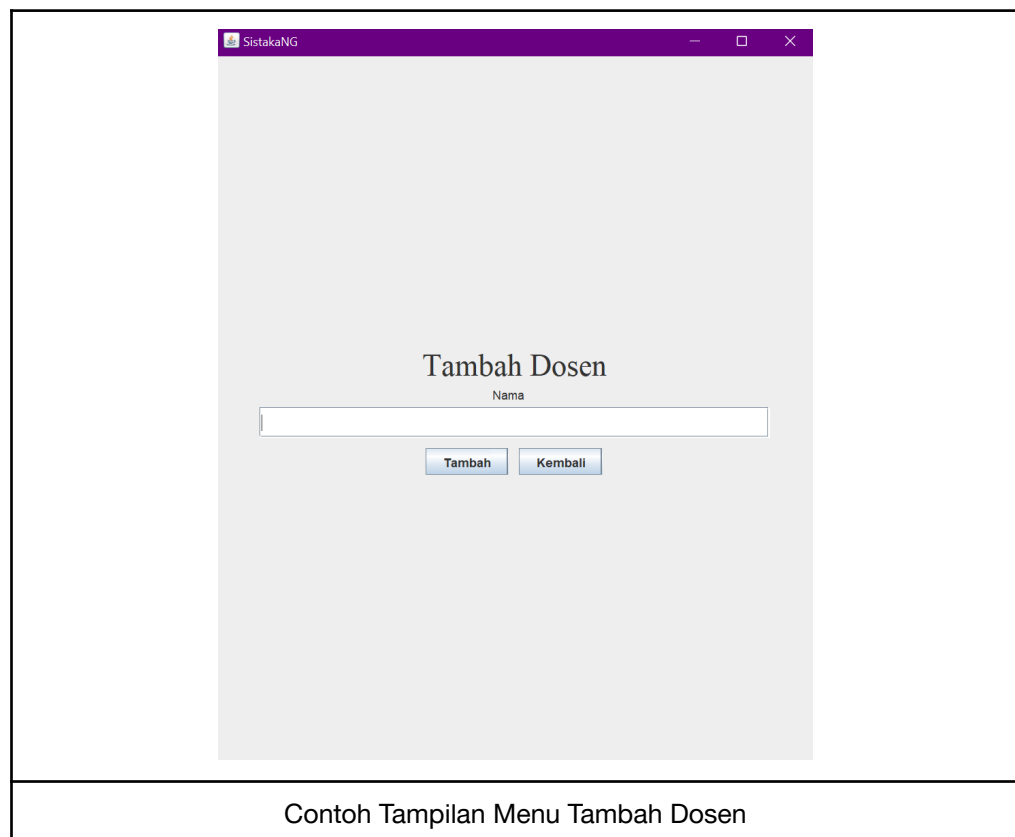 SistakaNG
Tambah Dosen
Nama
Tambah Kembali
Contoh Tampilan Menu Tambah Dosen